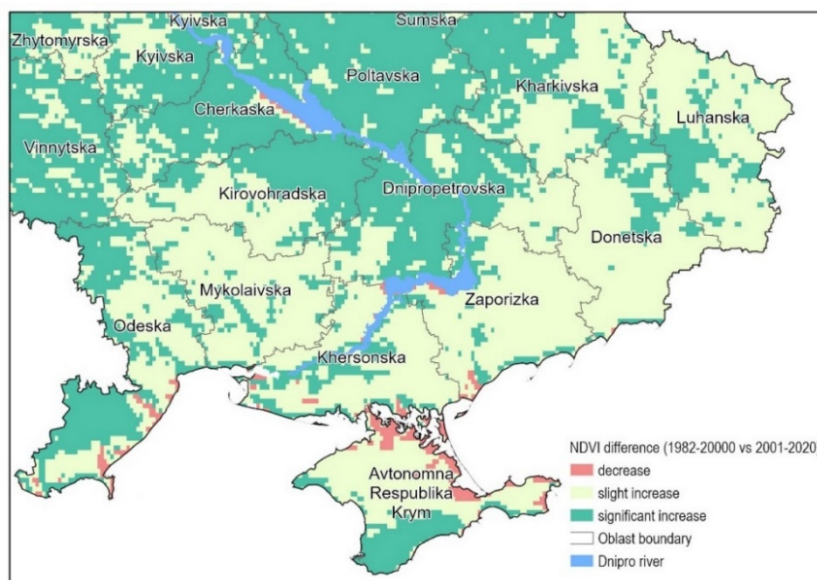 Kyivska
Sumska
Zhytomyrska
Kyivska
Poltavska
Kharkivska
Cherkaska
Luhanska
Vinnytska
Dnipropetrovska
Kirovohradska
Donetska
Mykolaivska
Zaporizka
Odeska
Khersonska
Avtonomna
Respublika
Krym
NDVI difference (1982-20000 vs 2001-2020)
decrease
slight increase
significant increase
Oblast boundary
Dnipro river